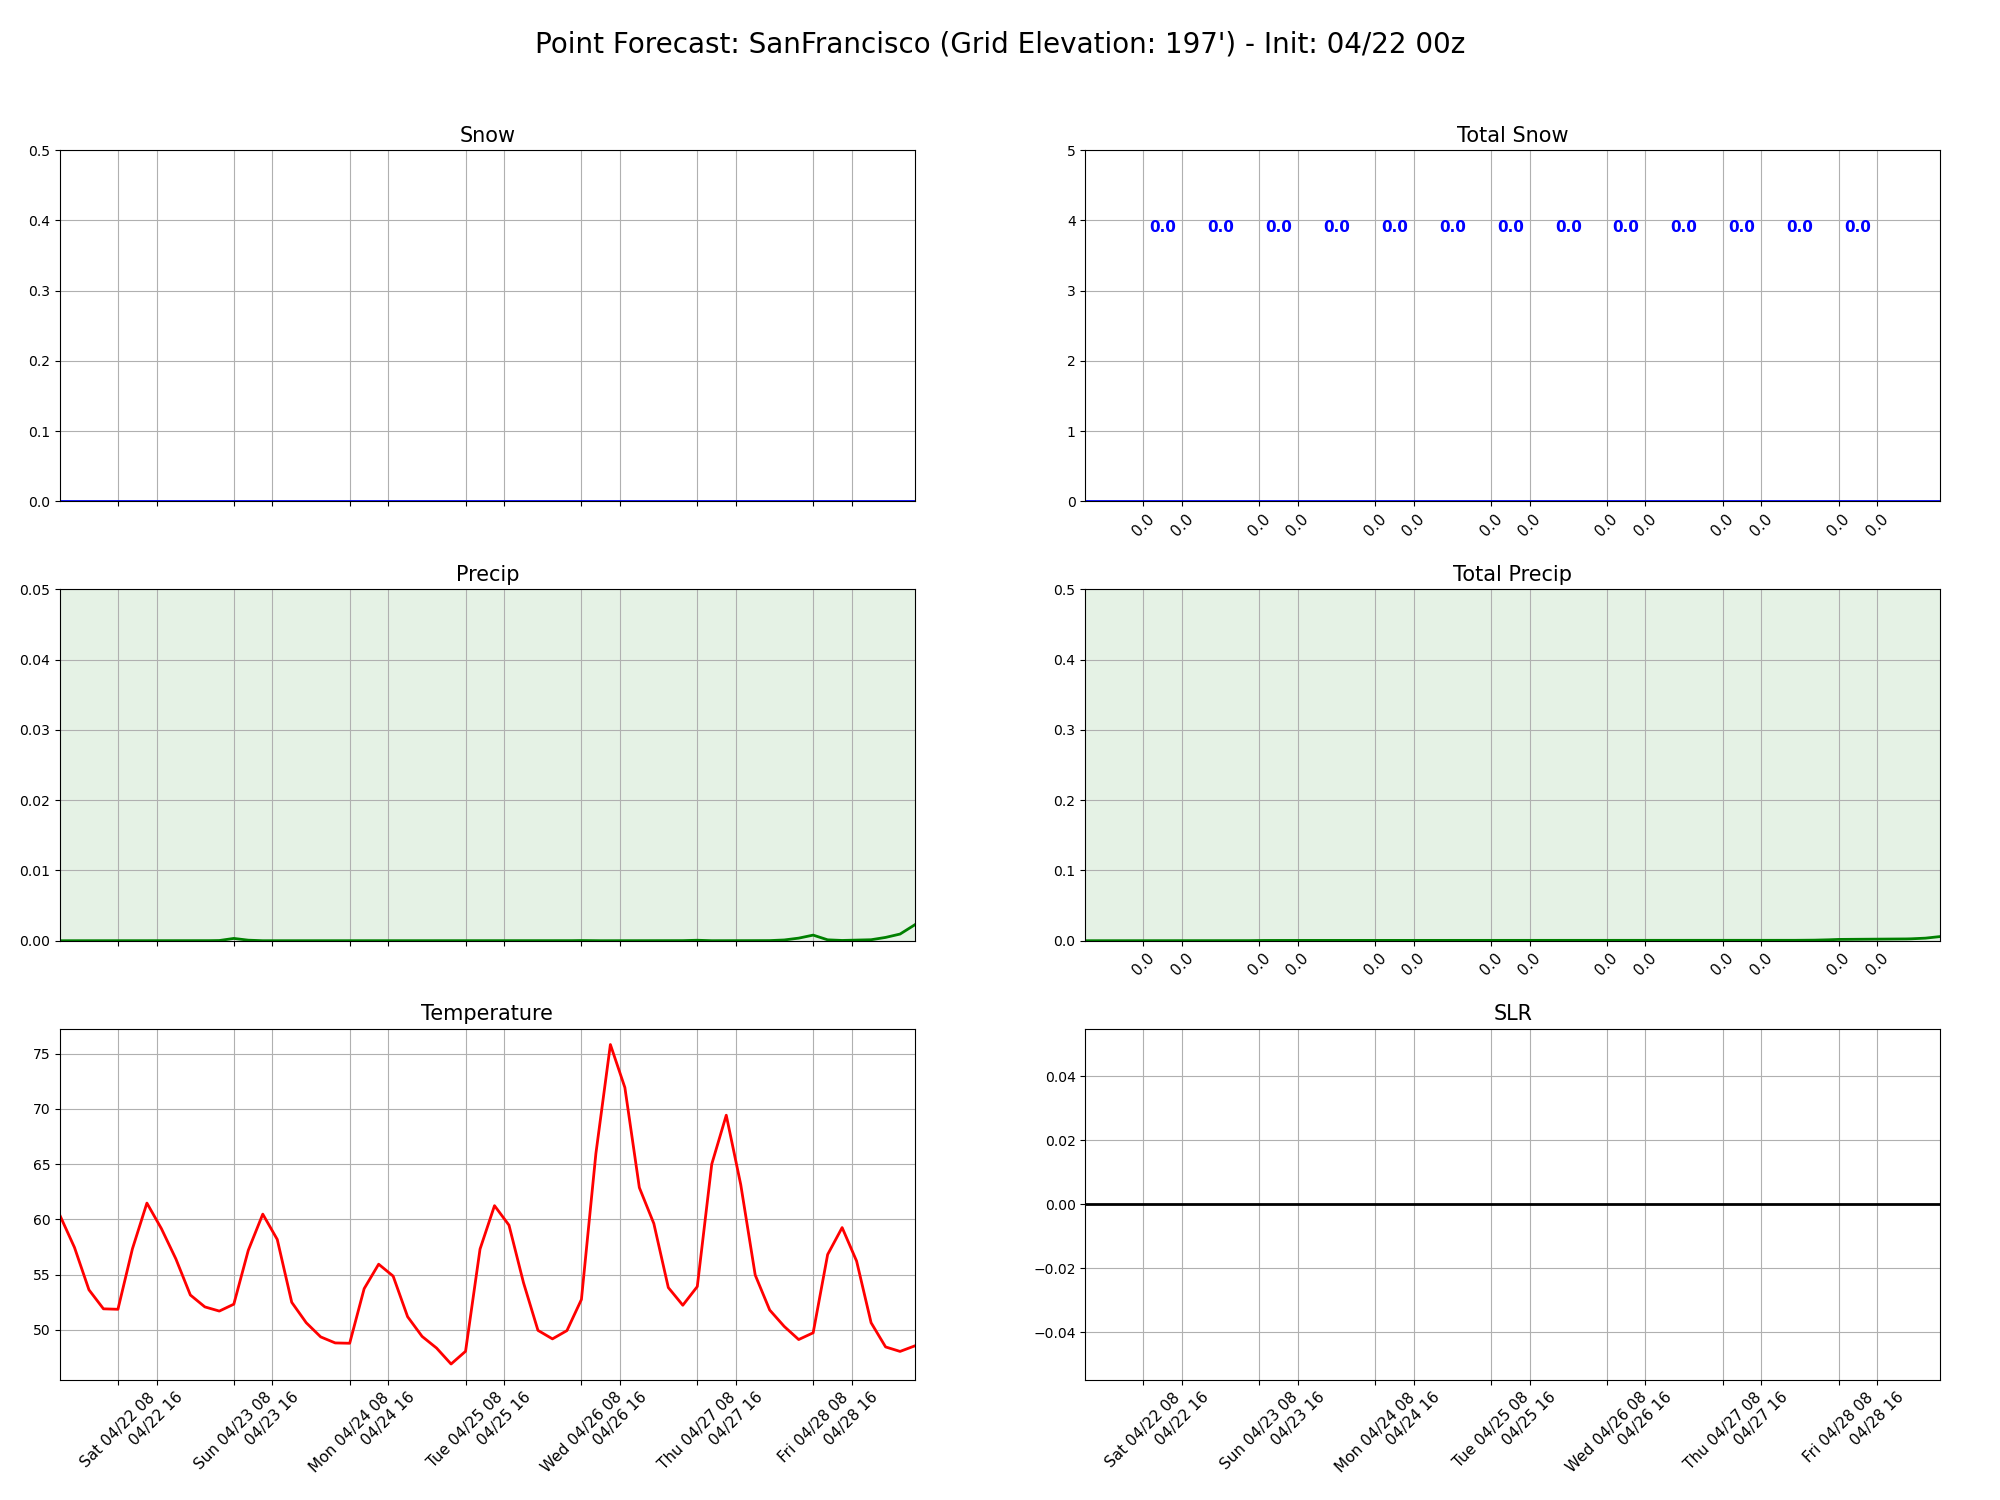 Point Forecast: SanFrancisco (Grid Elevation: 197') - Init: 04/22 00z
Snow
0.5
0.4
0.3
0.2
0.1
0.0
Total Snow
5
4
3
2
1
0
0.0 0.0 0.0 0.0 0.0 0.0 0.0 0.0 0.0 0.0 0.0 0.0 0.0
0.0 0.0 0.0 0.0 0.0 0.0 0.0 0.0 0.0 0.0 0.0 0.0 0.0 0.0
Precip
0.05
0.04
0.03
0.02
0.01
0.00
Total Precip
0.5
0.4
0.3
0.2
0.1
0.0
0.0 0.0 0.0 0.0 0.0 0.0 0.0 0.0 0.0 0.0 0.0 0.0 0.0 0.0
Temperature
75
70
65
60
55
50
Sat 04/22 08
04/22 16
Sun 04/23 08
04/23 16
Mon 04/24 08
04/24 16
Tue 04/25 08
04/25 16
Wed 04/26 08
04/26 16
Thu 04/27 08
04/27 16
Fri 04/28 08
04/28 16
SLR
0.04
0.02
0.00
−0.02
−0.04
Sat 04/22 08
04/22 16
Sun 04/23 08
04/23 16
Mon 04/24 08
04/24 16
Tue 04/25 08
04/25 16
Wed 04/26 08
04/26 16
Thu 04/27 08
04/27 16
Fri 04/28 08
04/28 16